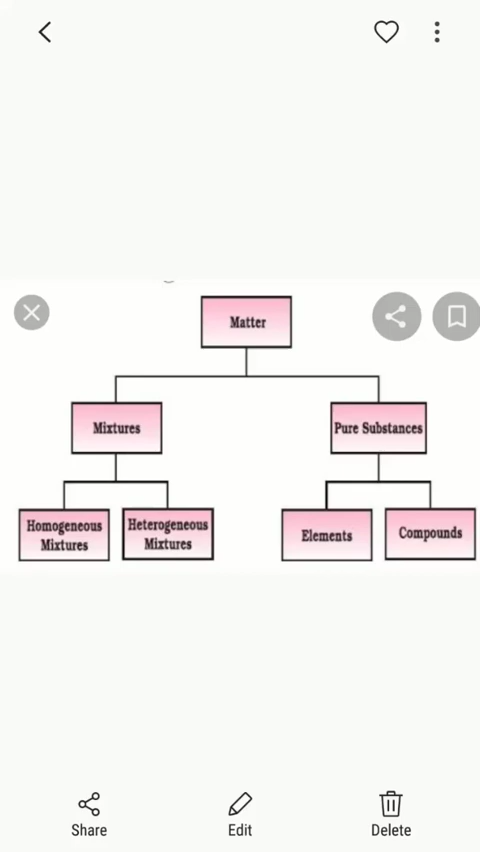 Matter
Mixtures
Pure Substances
Homogeneous
Mixtures
Heterogeneous
Mixtures
Elements
Compounds
Share
Edit
Delete